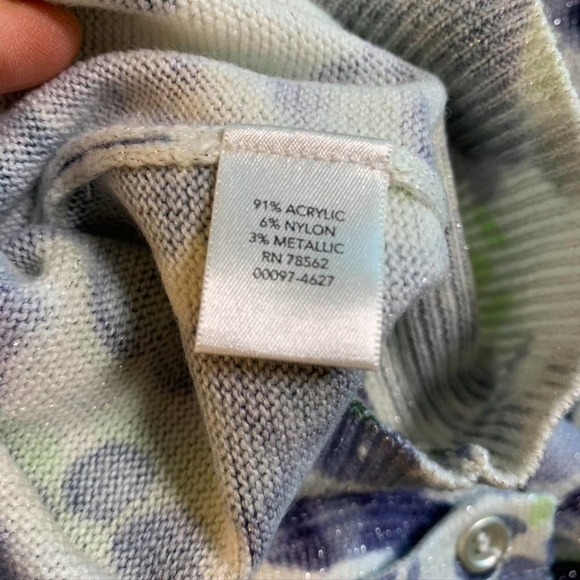 91% ACRYLIC
6% NYLON
3% METALLIC
RN 78562
00097-4627